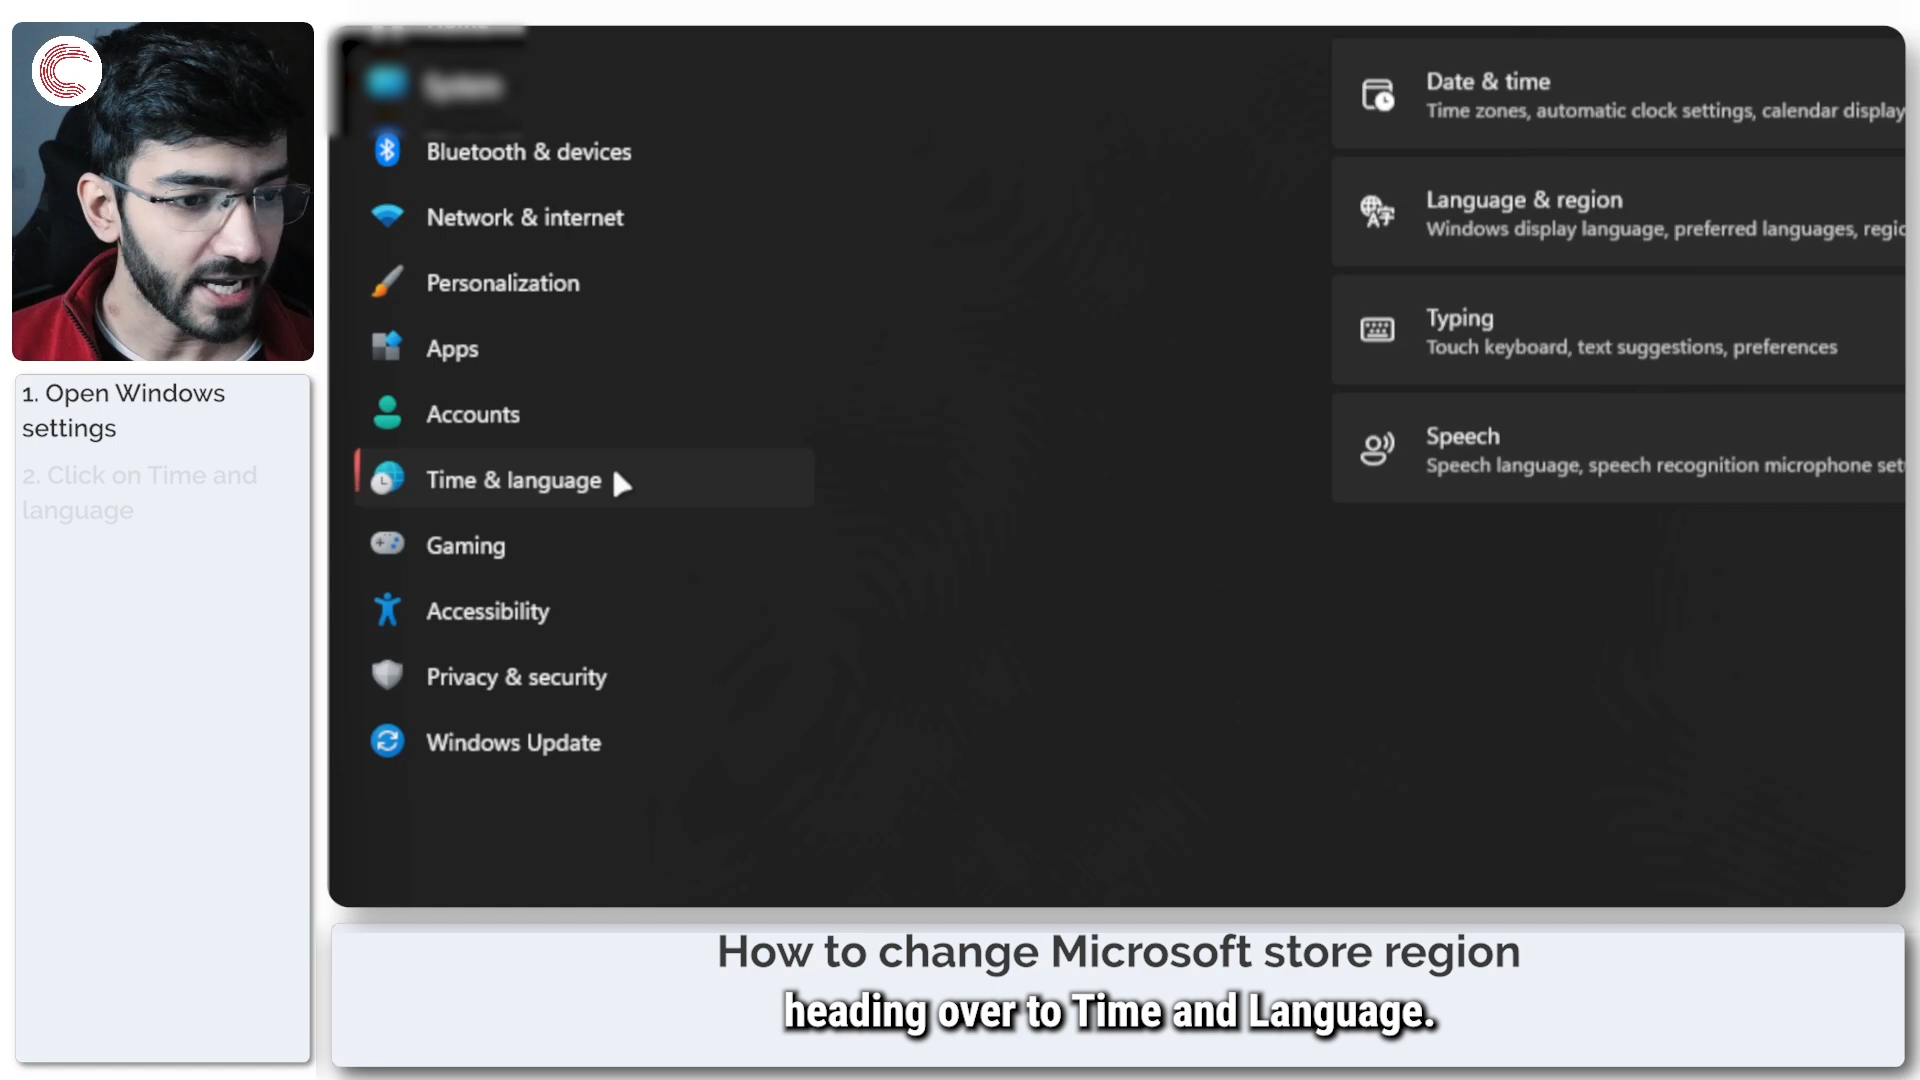 System
Bluetooth & devices
Network & internet
Personalization
Apps
Accounts
Time & language
Gaming
Accessibility
Privacy & security
Windows Update
Date & time
Time zones, automatic clock settings, calendar display
Language & region
Windows display language, preferred languages, regio
Typing
Touch keyboard, text suggestions, preferences
Speech
Speech language, speech recognition microphone set
1. Open Windows
settings
2. Click on Time and
language
How to change Microsoft store region
heading over to Time and Language.